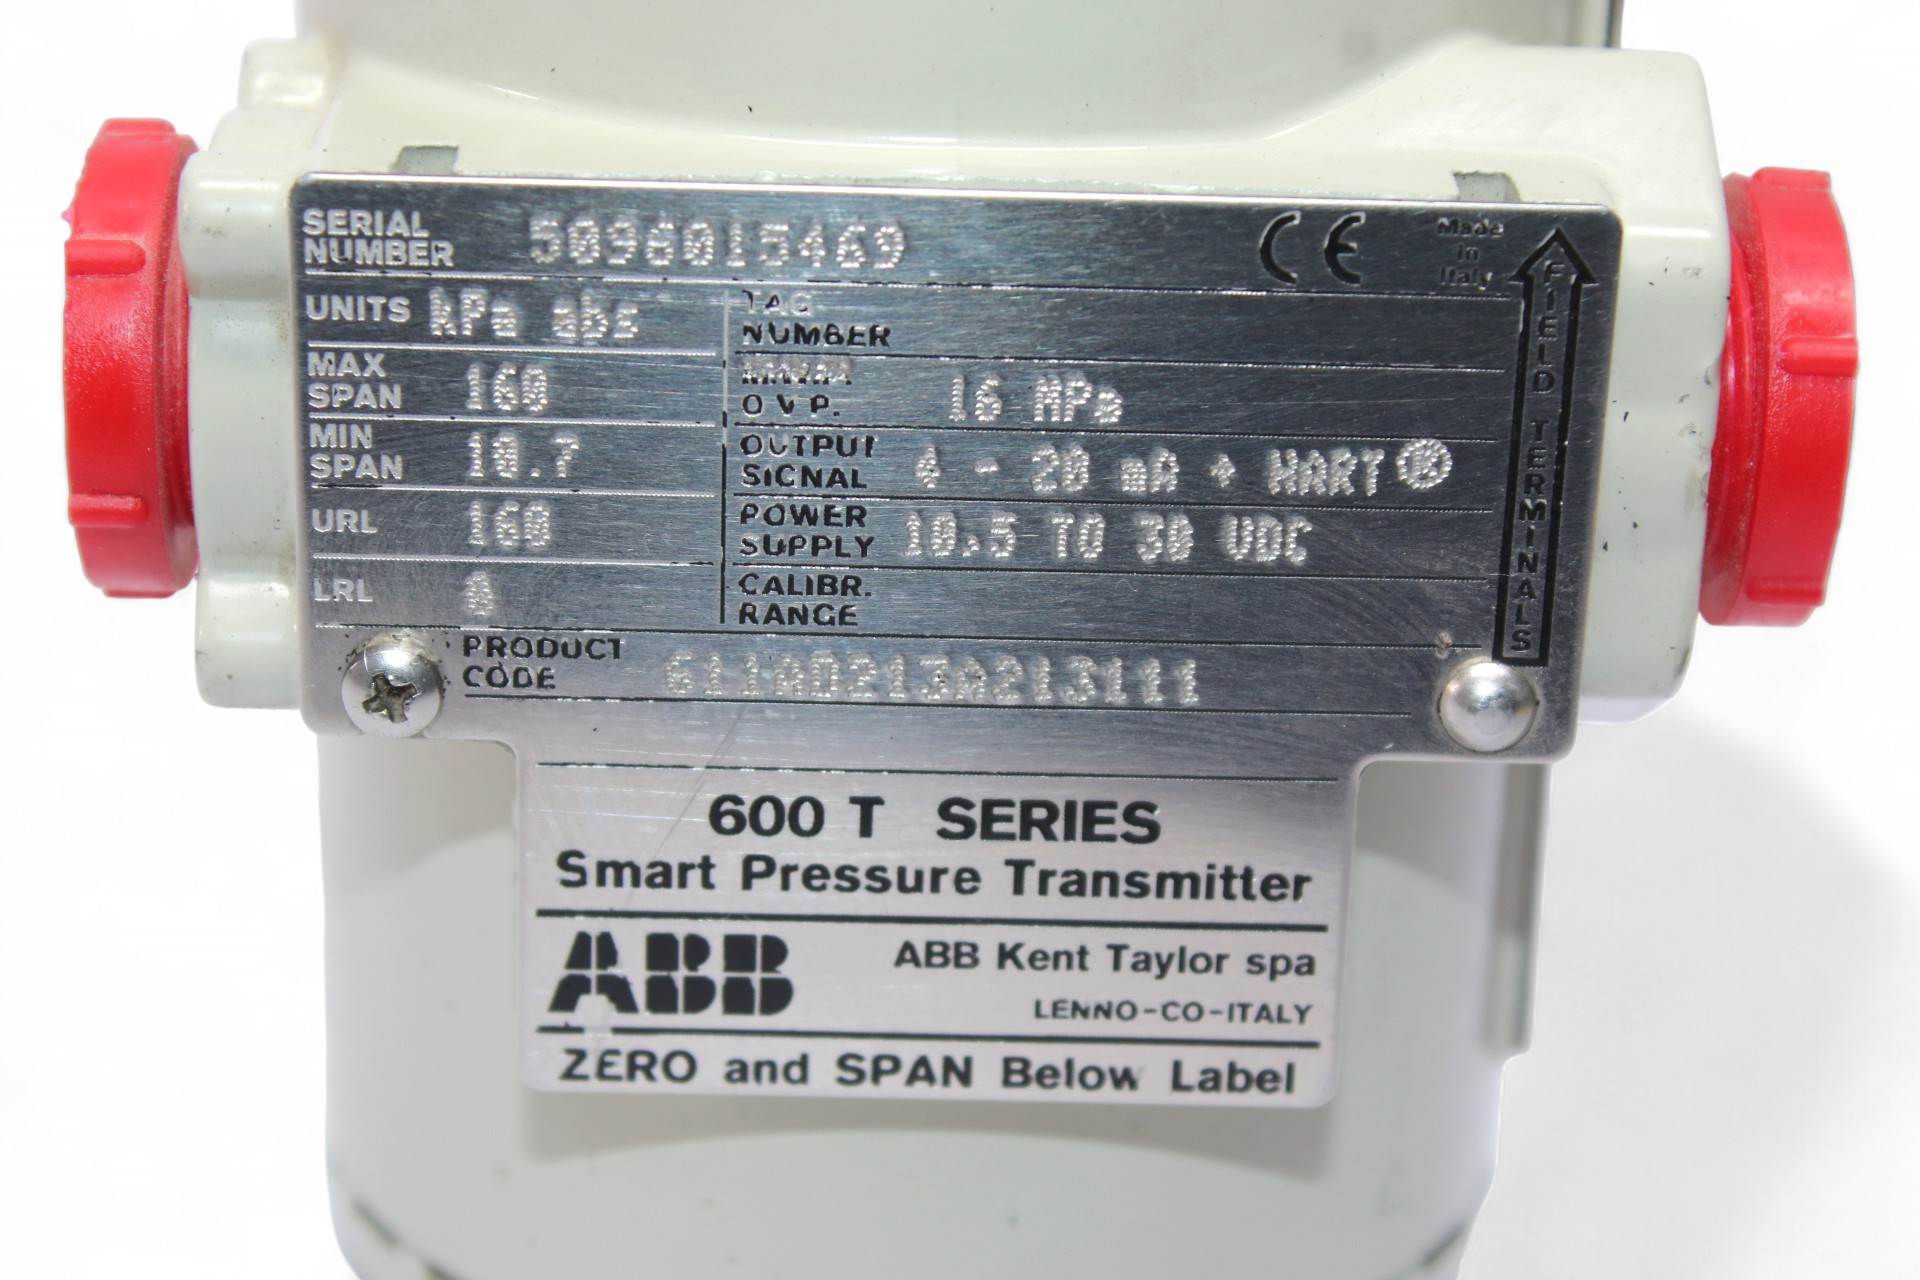 SERIAL NUMBER 5096015469
CE
Made in Italy
UNITS kPa abs
TAG NUMBER
MAX SPAN 160
O V P. 16 MPa
MIN SPAN 10.7
OUTPUT SIGNAL 4 - 20 mA + HART ®
URL 160
POWER SUPPLY 10.5 TO 30 VDC
LRL
CALIBR. RANGE
PRODUCT CODE 611AD213A213111
FIELD TERMINALS
600 T SERIES
Smart Pressure Transmitter
ABB
ABB Kent Taylor spa
LENNO-CO-ITALY
ZERO and SPAN Below Label